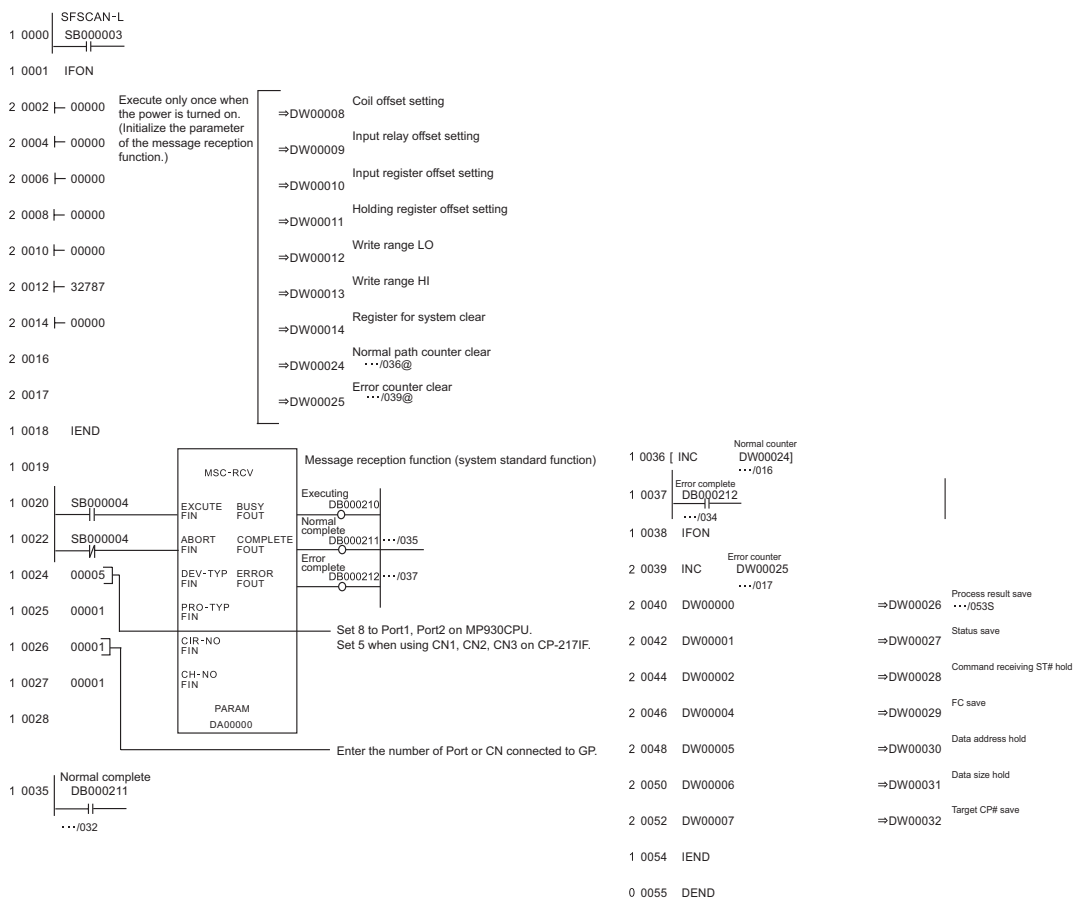 SFSCAN-L
1 0000 SB000003
1 0001 IFON
2 0002 00000
Execute only once when
the power is turned on.
(Initialize the parameter
of the message reception
function.)
⇒DW00008 Coil offset setting
2 0004 00000
⇒DW00009 Input relay offset setting
2 0006 00000
⇒DW00010 Input register offset setting
2 0008 00000
⇒DW00011 Holding register offset setting
2 0010 00000
⇒DW00012 Write range LO
2 0012 32787
⇒DW00013 Write range HI
2 0014 00000
⇒DW00014 Register for system clear
2 0016
⇒DW00024 Normal path counter clear
···/036@
2 0017
⇒DW00025 Error counter clear
···/039@
1 0018 IEND
1 0019
MSC-RCV
Message reception function (system standard function)
1 0020 SB000004
EXCUTE BUSY
FIN FOUT
Executing
DB000210
1 0022 SB000004
ABORT COMPLETE
FIN FOUT
Normal
complete
DB000211 ···/035
1 0024 00005
DEV-TYP ERROR
FIN FOUT
Error
complete
DB000212 ···/037
1 0025 00001
PRO-TYP
FIN
Set 8 to Port1, Port2 on MP930CPU.
Set 5 when using CN1, CN2, CN3 on CP-217IF.
1 0026 00001
CIR-NO
FIN
1 0027 00001
CH-NO
FIN
1 0028
PARAM
DA00000
Enter the number of Port or CN connected to GP.
1 0035
Normal complete
DB000211
···/032
Normal counter
1 0036 [ INC DW00024]
···/016
Error complete
1 0037 DB000212
···/034
1 0038 IFON
Error counter
2 0039 INC DW00025
···/017
2 0040 DW00000 ⇒DW00026 Process result save
···/053S
2 0042 DW00001 ⇒DW00027 Status save
2 0044 DW00002 ⇒DW00028 Command receiving ST# hold
2 0046 DW00004 ⇒DW00029 FC save
2 0048 DW00005 ⇒DW00030 Data address hold
2 0050 DW00006 ⇒DW00031 Data size hold
2 0052 DW00007 ⇒DW00032 Target CP# save
1 0054 IEND
0 0055 DEND